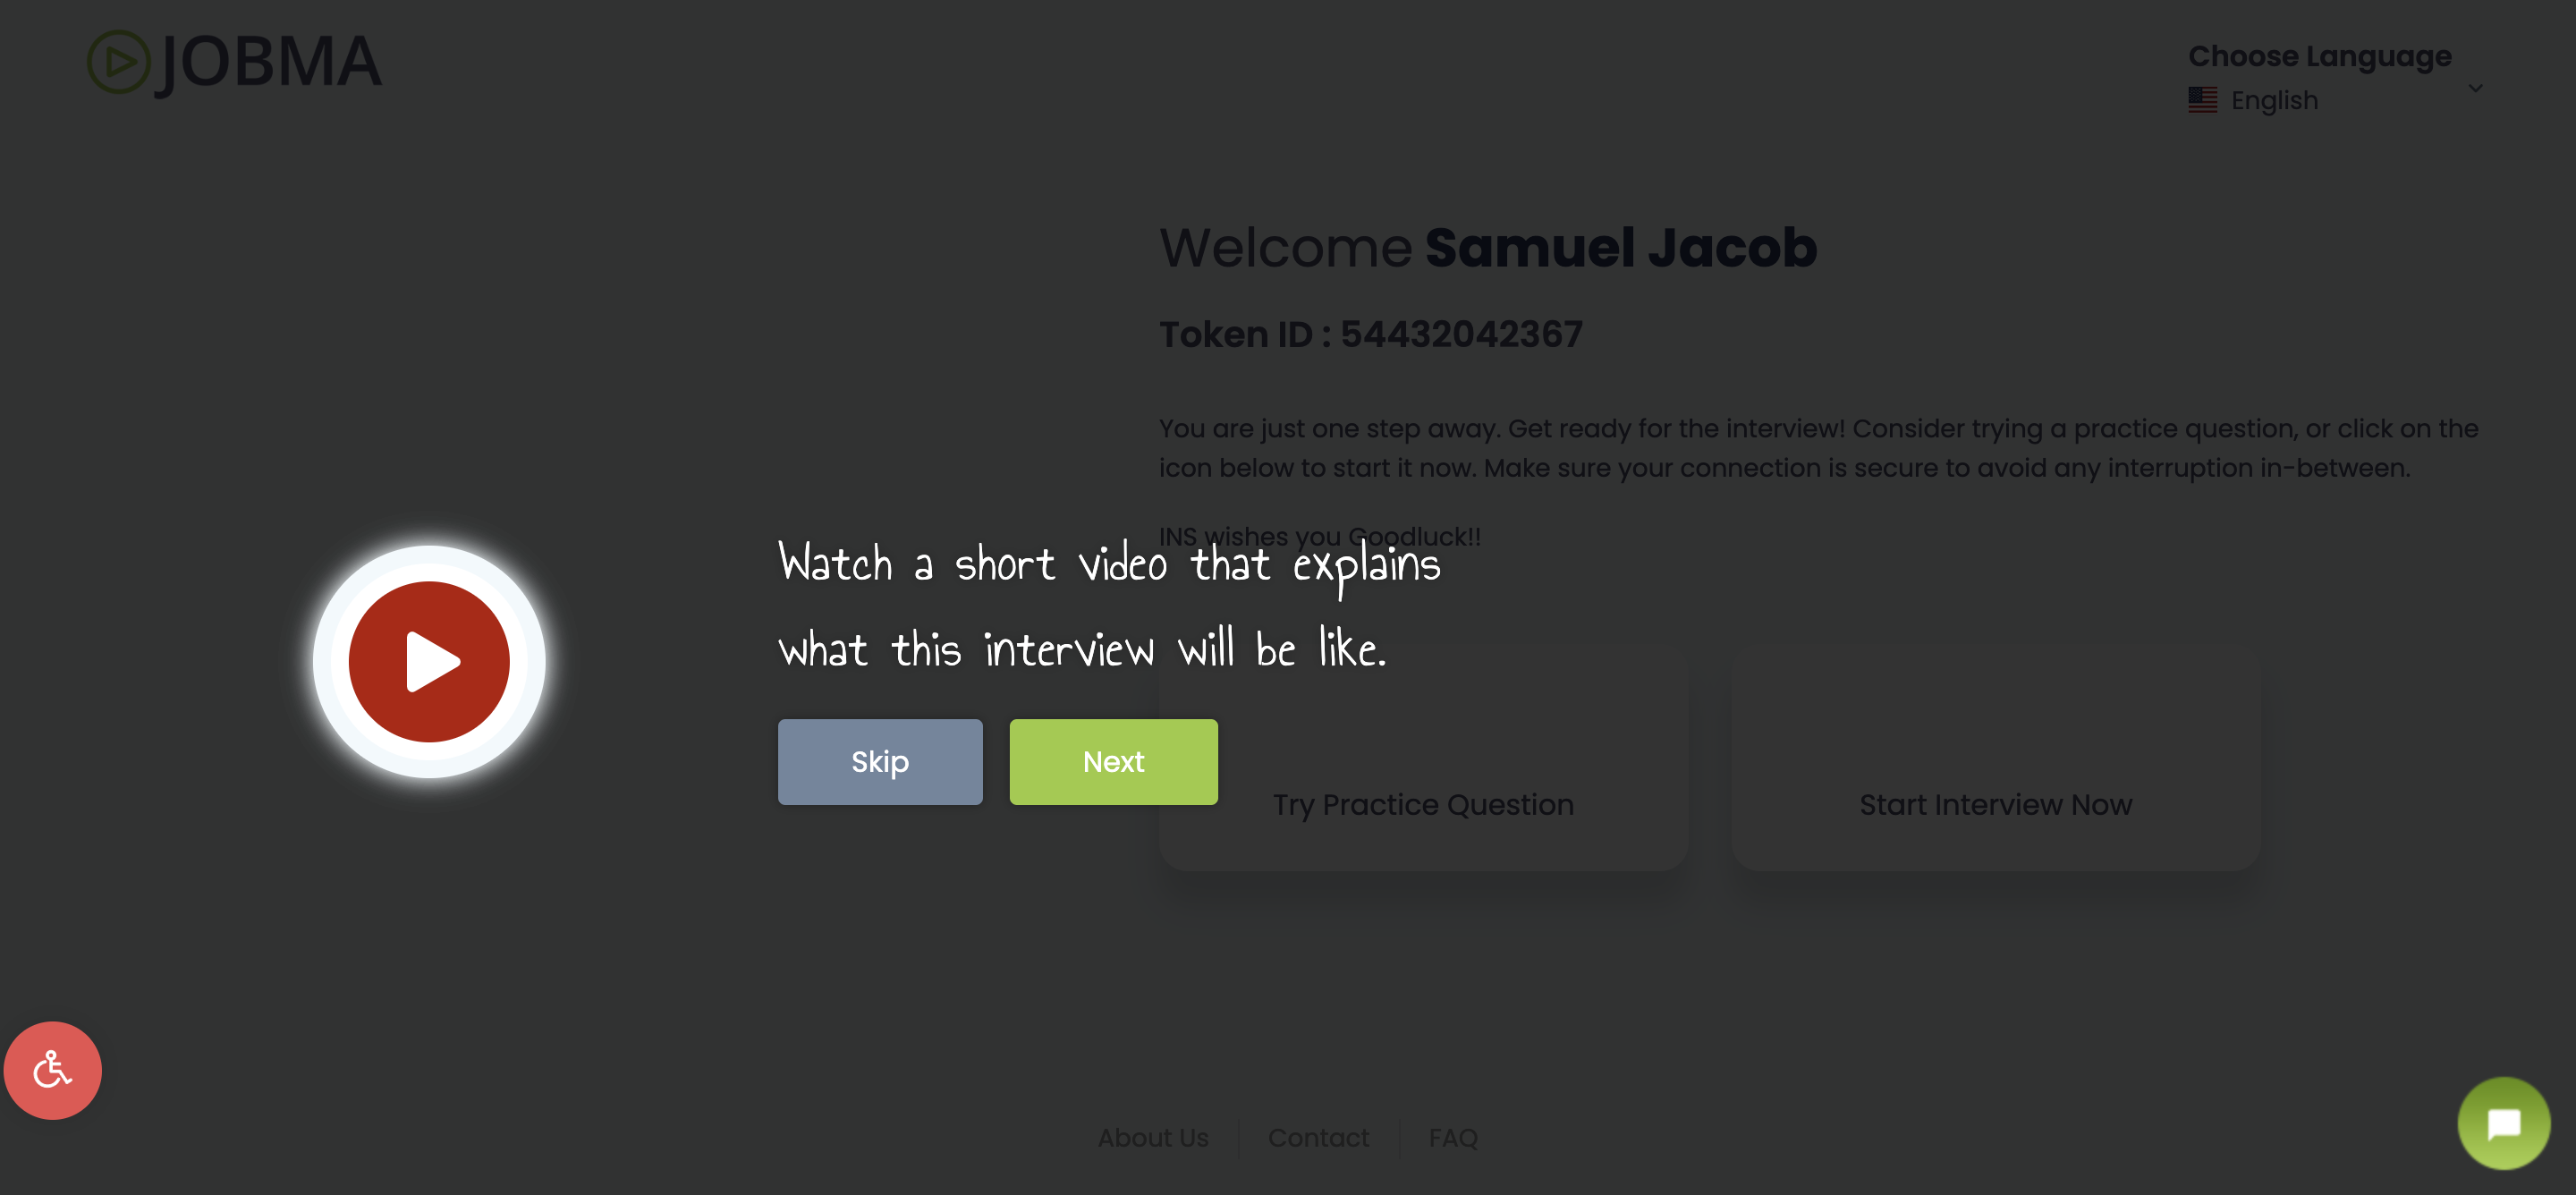 JOBMA
Choose Language
English
Welcome Samuel Jacob
Token ID : 54432042367
You are just one step away. Get ready for the interview! Consider trying a practice question, or click on the
icon below to start it now. Make sure your connection is secure to avoid any interruption in-between.
INS wishes you Goodluck!!
Watch a short video that explains
what this interview will be like.
Skip
Next
Try Practice Question
Start Interview Now
About Us
Contact
FAQ